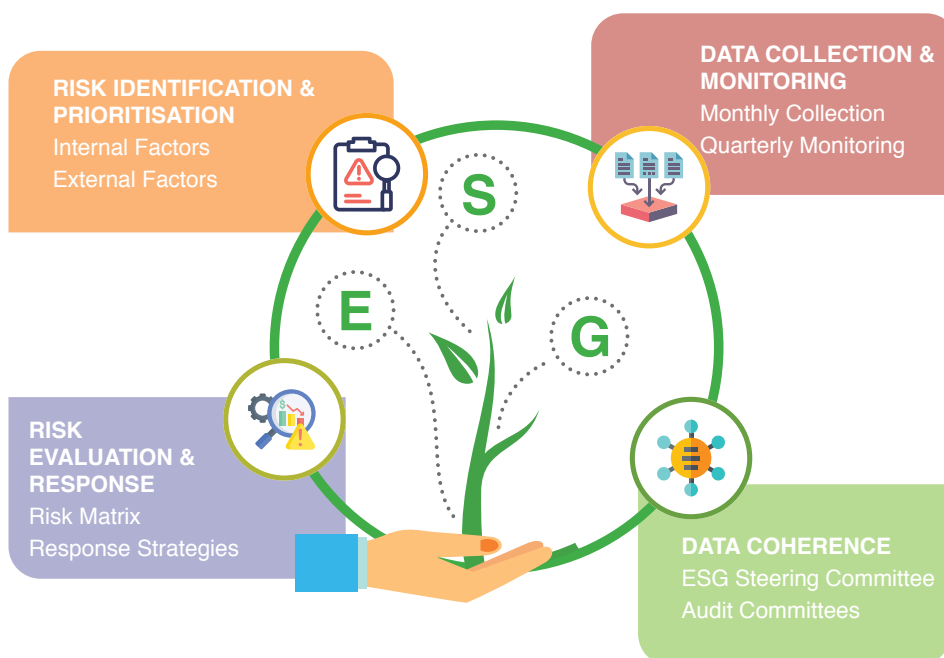 RISK IDENTIFICATION &
PRIORITISATION
Internal Factors
External Factors
DATA COLLECTION &
MONITORING
Monthly Collection
Quarterly Monitoring
S
E
G
RISK
EVALUATION &
RESPONSE
Risk Matrix
Response Strategies
DATA COHERENCE
ESG Steering Committee
Audit Committees
$